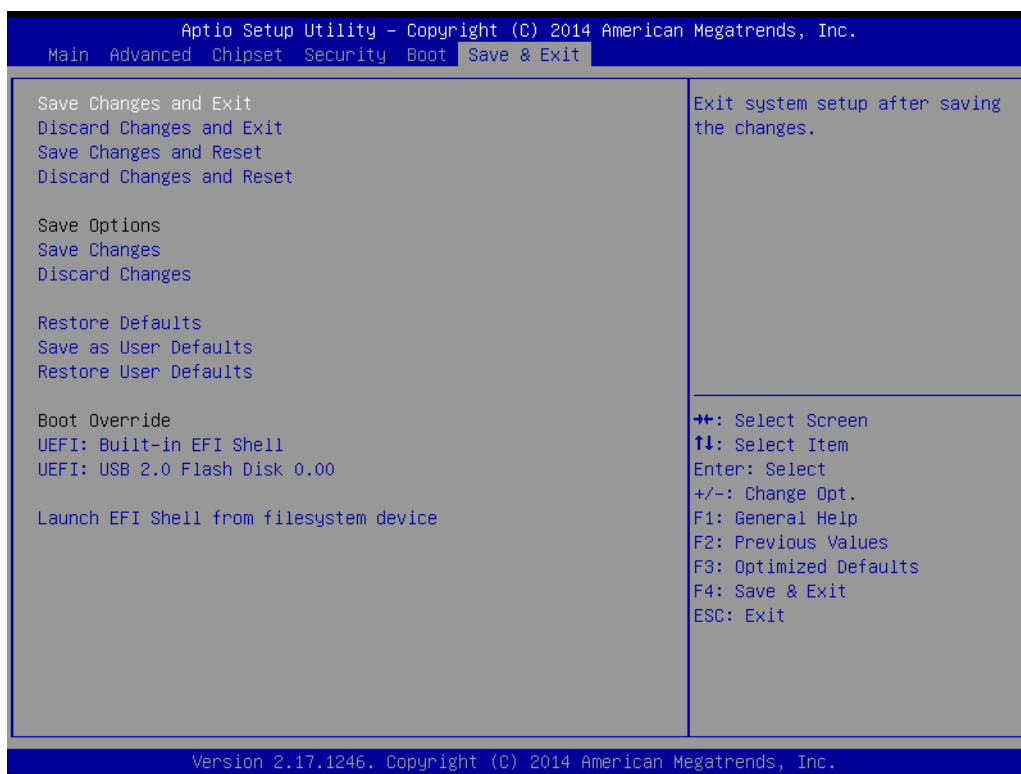 Aptio Setup Utility – Copyright (C) 2014 American Megatrends, Inc.
Main Advanced Chipset Security Boot Save & Exit
Save Changes and Exit
Discard Changes and Exit
Save Changes and Reset
Discard Changes and Reset
Save Options
Save Changes
Discard Changes
Restore Defaults
Save as User Defaults
Restore User Defaults
Boot Override
UEFI: Built-in EFI Shell
UEFI: USB 2.0 Flash Disk 0.00
Launch EFI Shell from filesystem device
Exit system setup after saving
the changes.
→←: Select Screen
↑↓: Select Item
Enter: Select
+/-: Change Opt.
F1: General Help
F2: Previous Values
F3: Optimized Defaults
F4: Save & Exit
ESC: Exit
Version 2.17.1246. Copyright (C) 2014 American Megatrends, Inc.